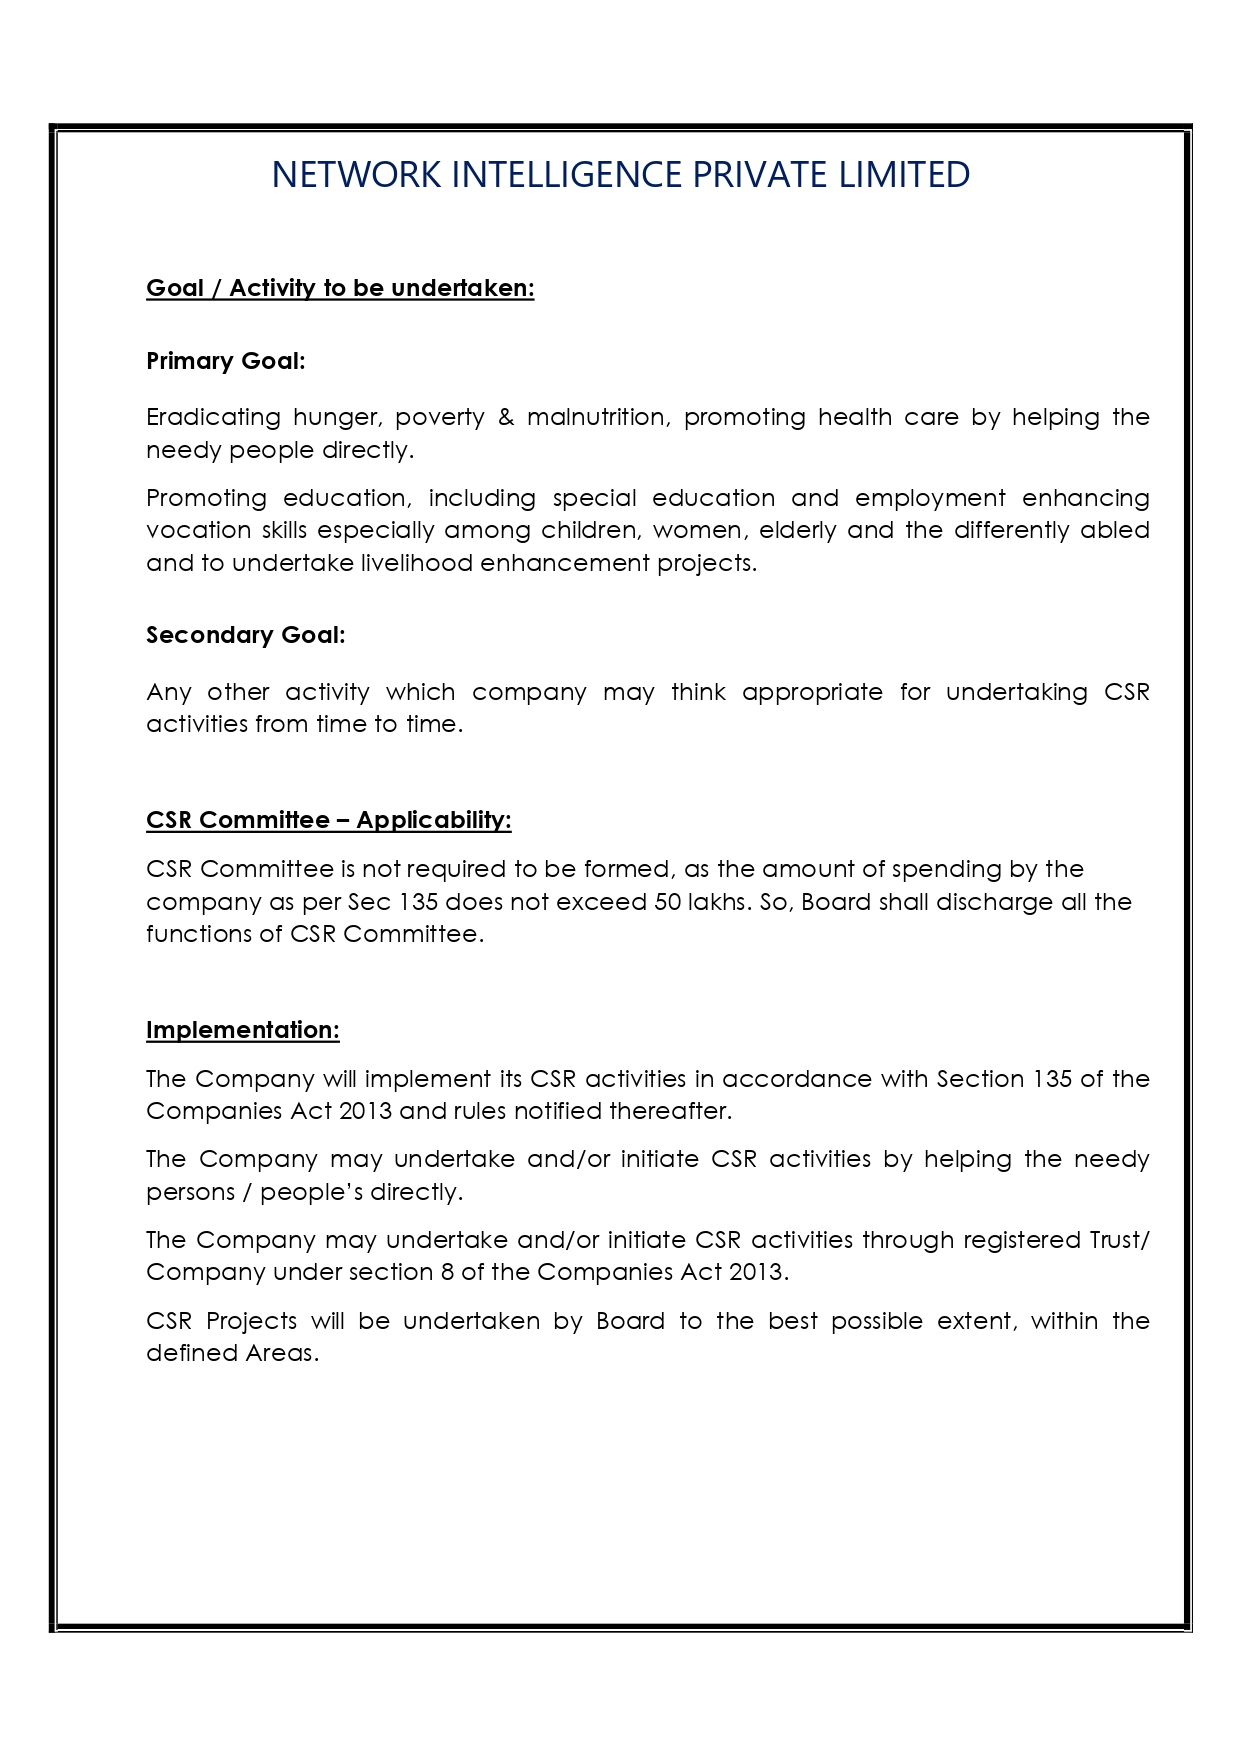 NETWORK INTELLIGENCE PRIVATE LIMITED
Goal / Activity to be undertaken:
Primary Goal:
Eradicating hunger, poverty & malnutrition, promoting health care by helping the
needy people directly.
Promoting education, including special education and employment enhancing
vocation skills especially among children, women, elderly and the differently abled
and to undertake livelihood enhancement projects.
Secondary Goal:
Any other activity which company may think appropriate for undertaking CSR
activities from time to time.
CSR Committee – Applicability:
CSR Committee is not required to be formed, as the amount of spending by the
company as per Sec 135 does not exceed 50 lakhs. So, Board shall discharge all the
functions of CSR Committee.
Implementation:
The Company will implement its CSR activities in accordance with Section 135 of the
Companies Act 2013 and rules notified thereafter.
The Company may undertake and/or initiate CSR activities by helping the needy
persons / people’s directly.
The Company may undertake and/or initiate CSR activities through registered Trust/
Company under section 8 of the Companies Act 2013.
CSR Projects will be undertaken by Board to the best possible extent, within the
defined Areas.